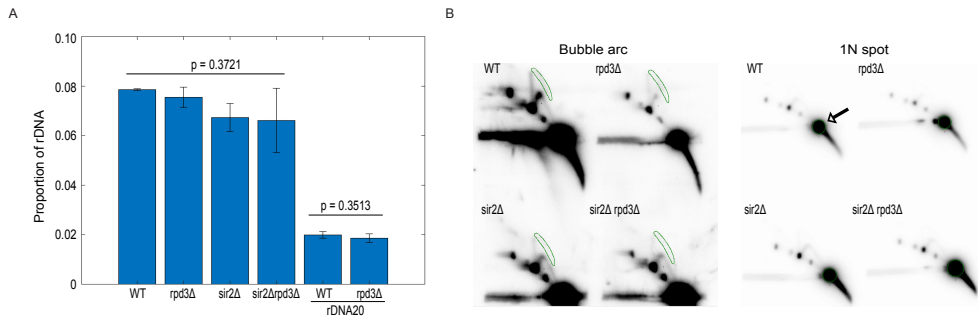 A
Proportion of rDNA
0.10
0.08
0.06
0.04
0.02
0
p = 0.3721
p = 0.3513
WT
rpd3Δ
sir2Δ
sir2Δrpd3Δ
WT
rpd3Δ
rDNA20
B
Bubble arc
1N spot
WT
rpd3Δ
WT
rpd3Δ
sir2Δ
sir2Δ rpd3Δ
sir2Δ
sir2Δ rpd3Δ